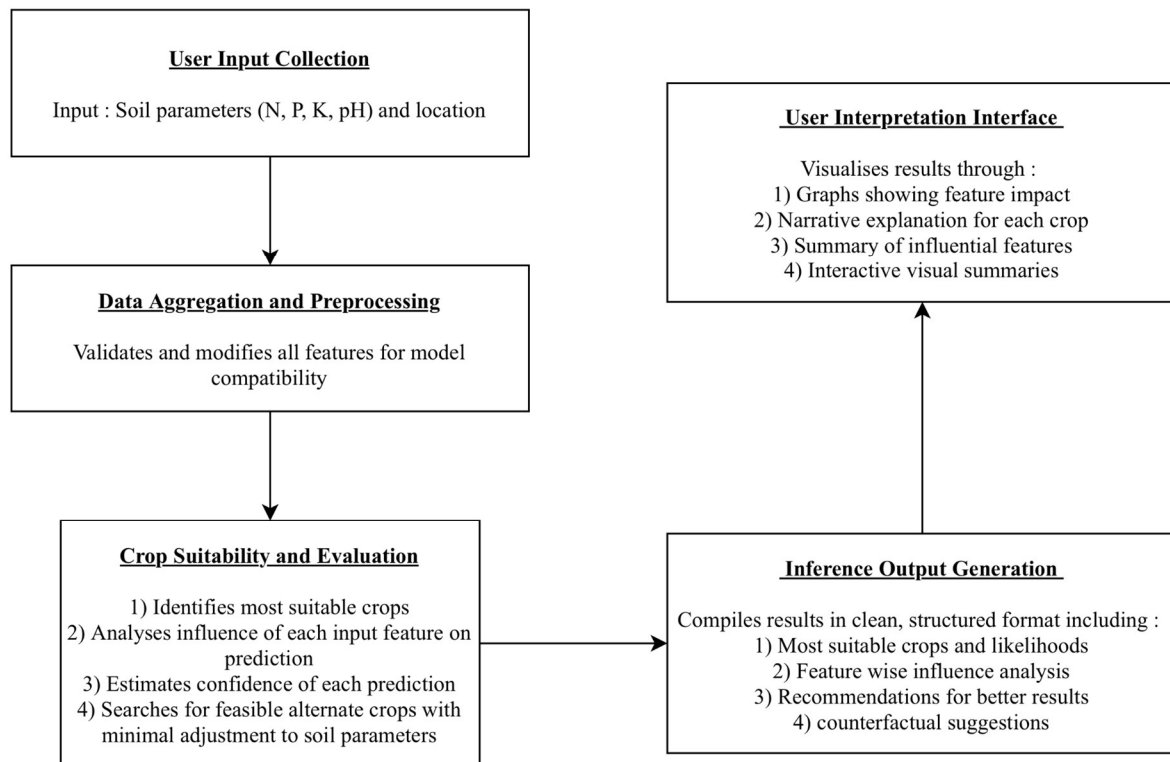 User Input Collection
Input : Soil parameters (N, P, K, pH) and location
Data Aggregation and Preprocessing
Validates and modifies all features for model
compatibility
Crop Suitability and Evaluation
1) Identifies most suitable crops
2) Analyses influence of each input feature on
prediction
3) Estimates confidence of each prediction
4) Searches for feasible alternate crops with
minimal adjustment to soil parameters
Inference Output Generation
Compiles results in clean, structured format including :
1) Most suitable crops and likelihoods
2) Feature wise influence analysis
3) Recommendations for better results
4) counterfactual suggestions
User Interpretation Interface
Visualises results through :
1) Graphs showing feature impact
2) Narrative explanation for each crop
3) Summary of influential features
4) Interactive visual summaries